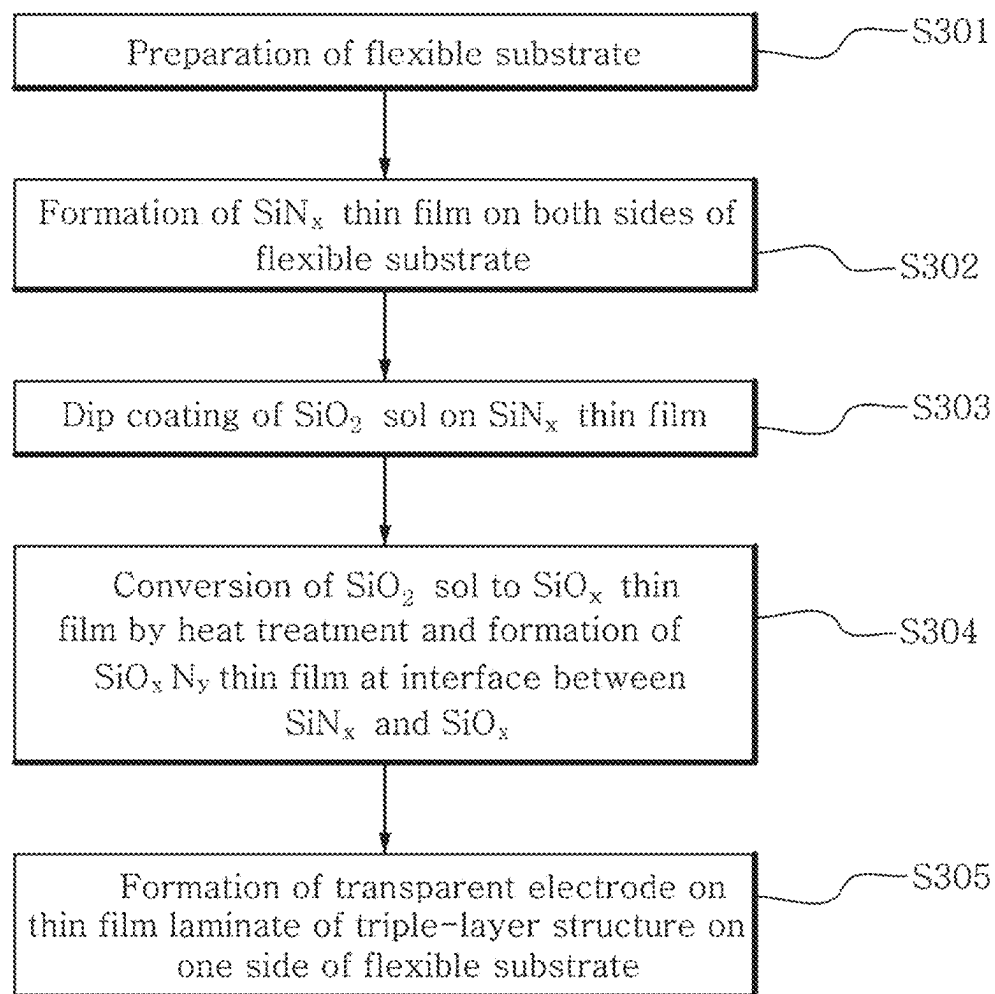 Preparation of flexible substrate
S301
Formation of SiNₓ thin film on both sides of
flexible substrate
S302
Dip coating of SiO₂ sol on SiNₓ thin film
S303
Conversion of SiO₂ sol to SiOₓ thin
film by heat treatment and formation of
SiOₓNᵧ thin film at interface between
SiNₓ and SiOₓ
S304
Formation of transparent electrode on
thin film laminate of triple-layer structure on
one side of flexible substrate
S305